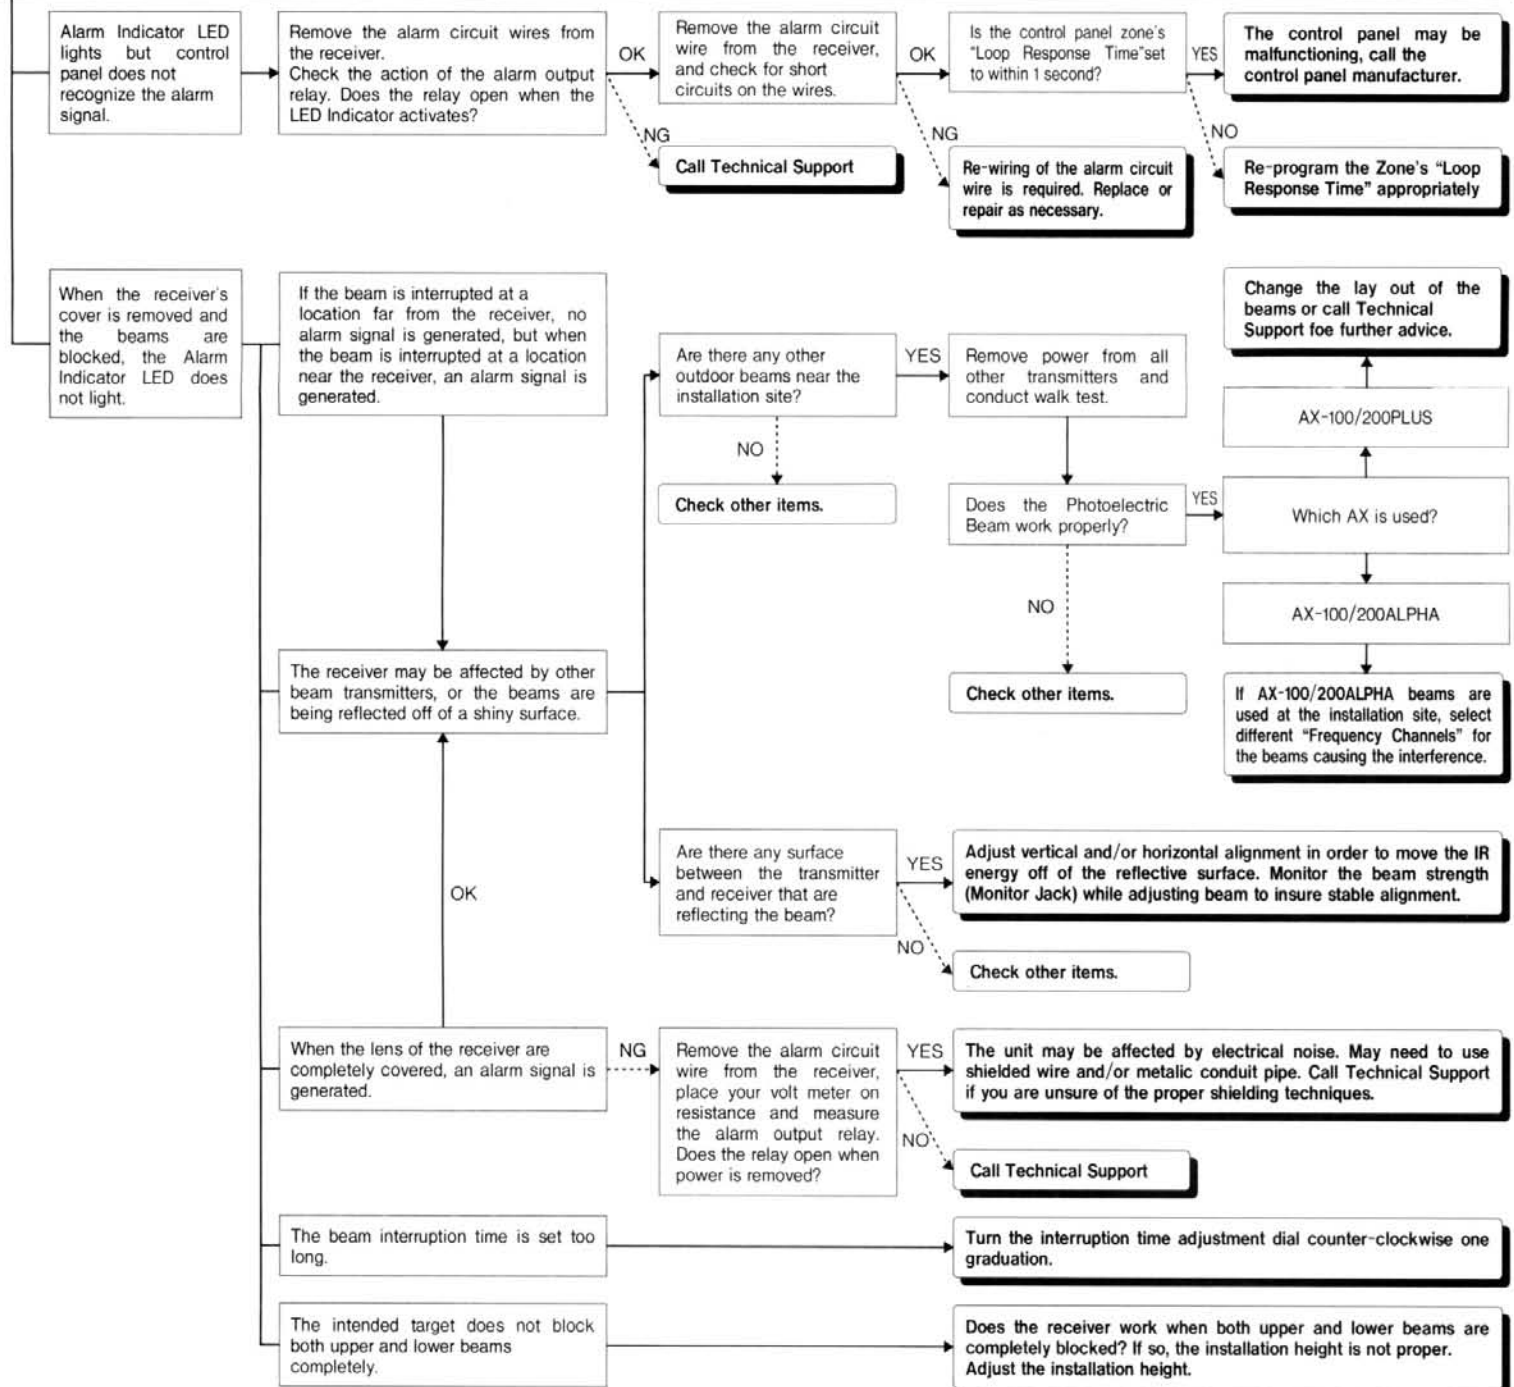 Alarm Indicator LED
lights but control
panel does not
recognize the alarm
signal.
Remove the alarm circuit wires from
the receiver.
Check the action of the alarm output
relay. Does the relay open when the
LED Indicator activates?
OK
NG
Call Technical Support
Remove the alarm circuit
wire from the receiver,
and check for short
circuits on the wires.
OK
NG
Re-wiring of the alarm circuit
wire is required. Replace or
repair as necessary.
Is the control panel zone's
"Loop Response Time"set
to within 1 second?
YES
The control panel may be
malfunctioning, call the
control panel manufacturer.
NO
Re-program the Zone's "Loop
Response Time" appropriately
When the receiver's
cover is removed and
the beams are
blocked, the Alarm
Indicator LED does
not light.
If the beam is interrupted at a
location far from the receiver, no
alarm signal is generated, but when
the beam is interrupted at a location
near the receiver, an alarm signal is
generated.
The receiver may be affected by other
beam transmitters, or the beams are
being reflected off of a shiny surface.
Are there any other
outdoor beams near the
installation site?
YES
NO
Check other items.
Remove power from all
other transmitters and
conduct walk test.
Does the Photoelectric
Beam work properly?
YES
NO
Check other items.
Change the lay out of the
beams or call Technical
Support foe further advice.
AX-100/200PLUS
Which AX is used?
AX-100/200ALPHA
If AX-100/200ALPHA beams are
used at the installation site, select
different "Frequency Channels" for
the beams causing the interference.
Are there any surface
between the transmitter
and receiver that are
reflecting the beam?
YES
Adjust vertical and/or horizontal alignment in order to move the IR
energy off of the reflective surface. Monitor the beam strength
(Monitor Jack) while adjusting beam to insure stable alignment.
NO
Check other items.
OK
When the lens of the receiver are
completely covered, an alarm signal is
generated.
NG
Remove the alarm circuit
wire from the receiver,
place your volt meter on
resistance and measure
the alarm output relay.
Does the relay open when
power is removed?
YES
The unit may be affected by electrical noise. May need to use
shielded wire and/or metalic conduit pipe. Call Technical Support
if you are unsure of the proper shielding techniques.
NO
Call Technical Support
The beam interruption time is set too
long.
Turn the interruption time adjustment dial counter-clockwise one
graduation.
The intended target does not block
both upper and lower beams
completely.
Does the receiver work when both upper and lower beams are
completely blocked? If so, the installation height is not proper.
Adjust the installation height.